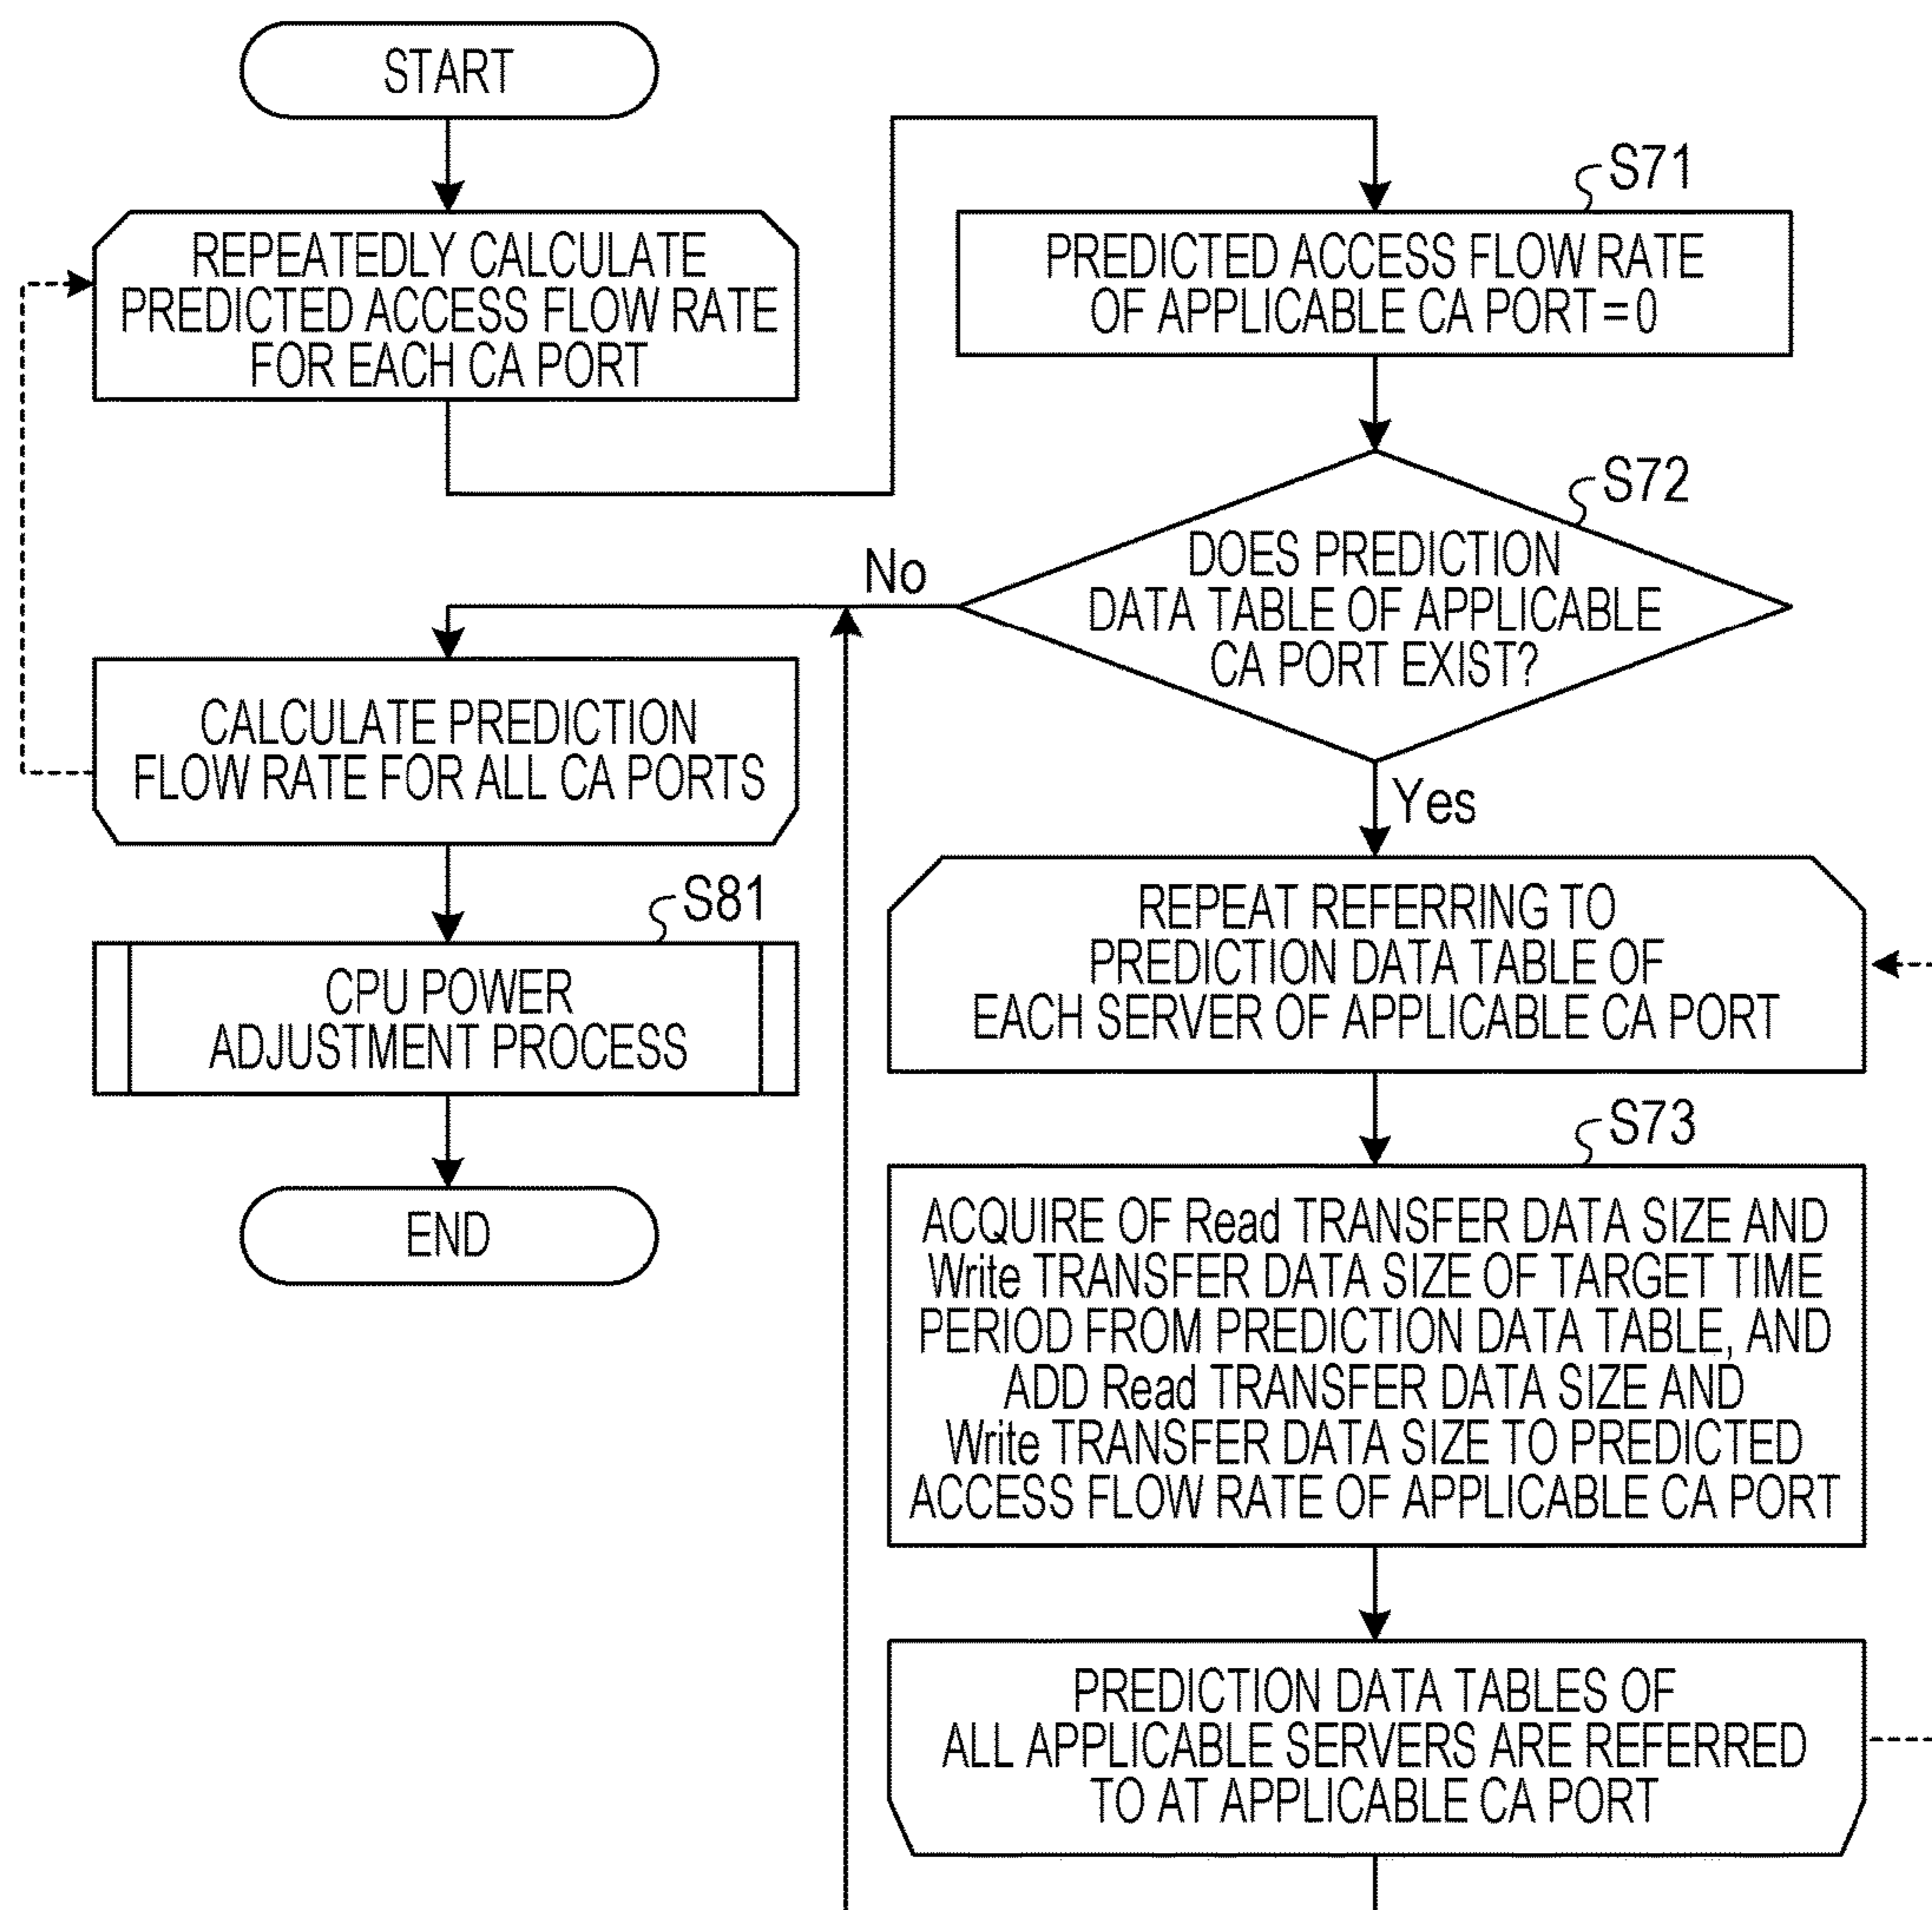 START
REPEATEDLY CALCULATE
PREDICTED ACCESS FLOW RATE
FOR EACH CA PORT
S71
PREDICTED ACCESS FLOW RATE
OF APPLICABLE CA PORT = 0
S72
DOES PREDICTION
DATA TABLE OF APPLICABLE
CA PORT EXIST?
No
Yes
CALCULATE PREDICTION
FLOW RATE FOR ALL CA PORTS
S81
CPU POWER
ADJUSTMENT PROCESS
END
REPEAT REFERRING TO
PREDICTION DATA TABLE OF
EACH SERVER OF APPLICABLE CA PORT
S73
ACQUIRE OF Read TRANSFER DATA SIZE AND
Write TRANSFER DATA SIZE OF TARGET TIME
PERIOD FROM PREDICTION DATA TABLE, AND
ADD Read TRANSFER DATA SIZE AND
Write TRANSFER DATA SIZE TO PREDICTED
ACCESS FLOW RATE OF APPLICABLE CA PORT
PREDICTION DATA TABLES OF
ALL APPLICABLE SERVERS ARE REFERRED
TO AT APPLICABLE CA PORT